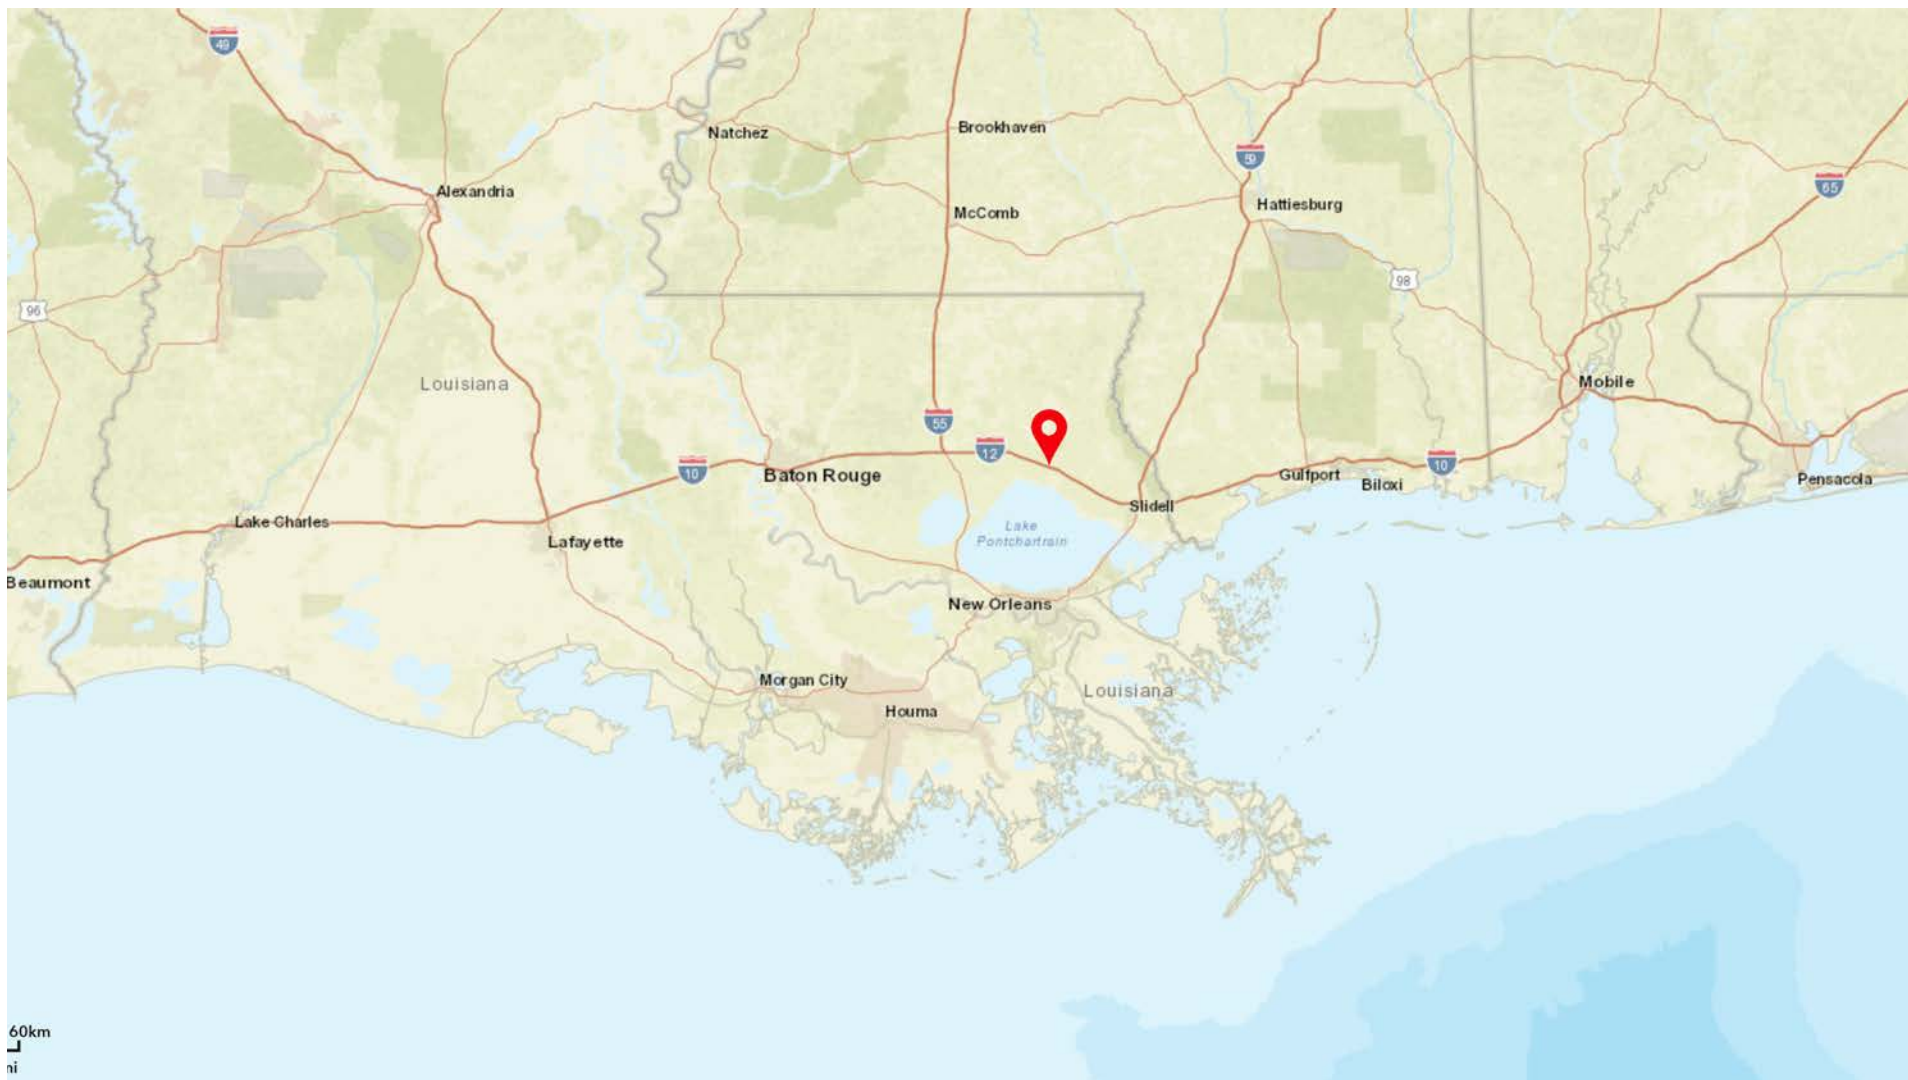 49
Natchez
Brookhaven
59
Alexandria
65
McComb
Hattiesburg
98
96
Louisiana
Mobile
55
12
10
Baton Rouge
10
Gulfport
Biloxi
Pensacola
Slidell
Lake Charles
Lake
Pontchartrain
Lafayette
Beaumont
New Orleans
Morgan City
Louisiana
Houma
60km